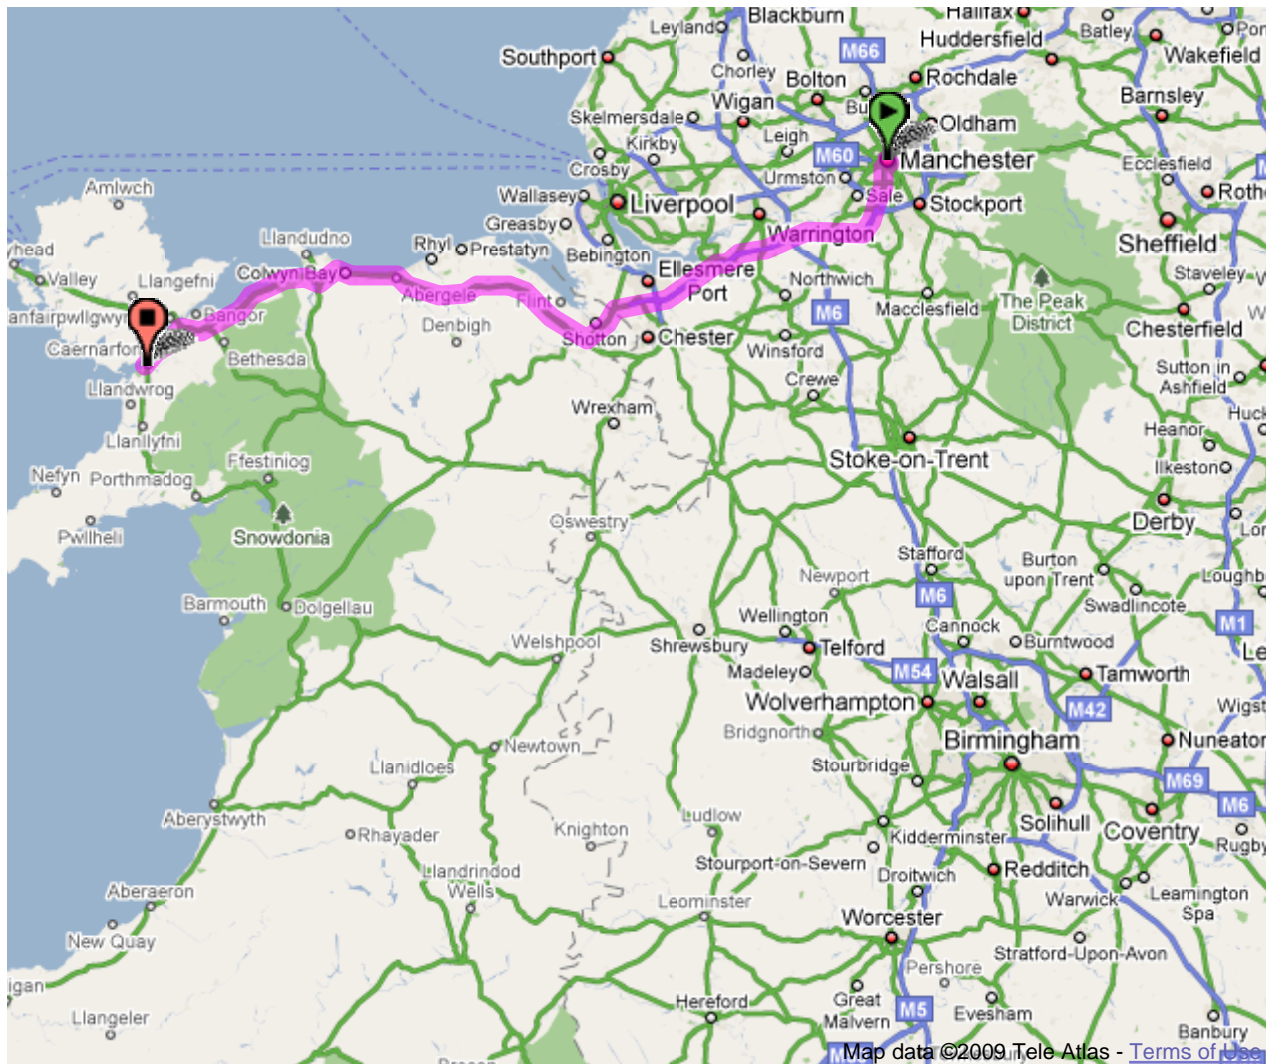 Blackburn
Halifax
Leyland
Batley
M66
Huddersfield
Wakefield
Southport
Chorley
Bolton
Rochdale
Wigan
Barnsley
Skelmersdale
Oldham
Kirkby
Leigh
M60
Manchester
Ecclesfield
Crosby
Urmston
Amlwch
Wallasey
Sale
Liverpool
Stockport
Greasby
Warrington
Sheffield
Llandudno
Rhyl
Prestatyn
Bebington
Valley
Llangefni
Colwyn Bay
Ellesmere
Port
Northwich
Staveley
Abergele
Flint
Macclesfield
The Peak
District
Bangor
M6
Chesterfield
Denbigh
Shotton
Chester
Caernarfon
Bethesda
Winsford
Sutton in
Ashfield
Llandwrog
Crewe
Wrexham
Llanllyfni
Heanor
Ffestiniog
Stoke-on-Trent
Ilkeston
Nefyn
Porthmadog
Derby
Pwllheli
Snowdonia
Oswestry
Stafford
Burton
upon Trent
Newport
M6
Swadlincote
Barmouth
Dolgellau
Wellington
M1
Cannock
Welshpool
Shrewsbury
Telford
Burntwood
Madeley
M54
Walsall
Tamworth
Wolverhampton
M42
Bridgnorth
Birmingham
Nuneaton
Newtown
Llanidloes
Stourbridge
M69
M6
Aberystwyth
Rhayader
Knighton
Ludlow
Kidderminster
Solihull
Coventry
Rugby
Stourport-on-Severn
Llandrindod
Wells
Droitwich
Redditch
Aberaeron
Leominster
Warwick
Leamington
Spa
New Quay
Worcester
Stratford-Upon-Avon
Pershore
Hereford
Great
Malvern
M5
Evesham
Llangeler
Banbury
Map data ©2009 Tele Atlas - Terms of Use